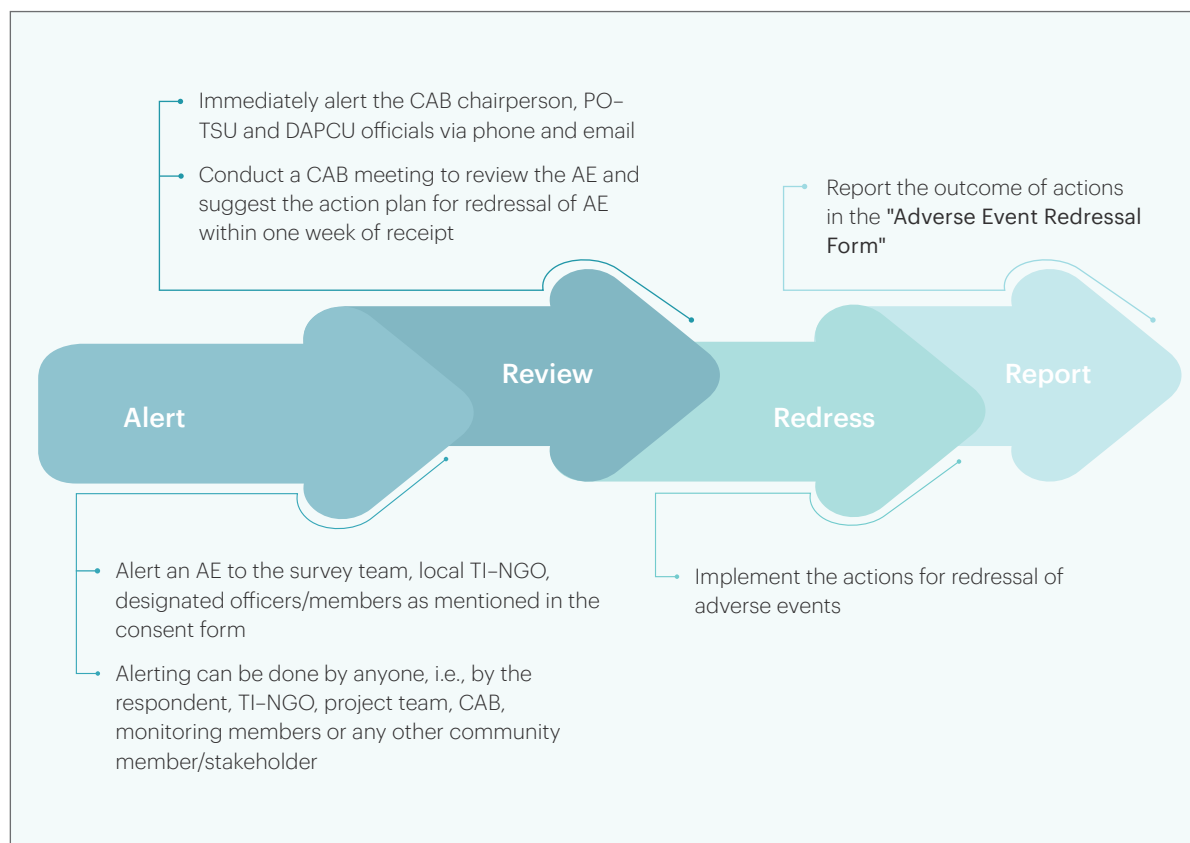 Immediately alert the CAB chairperson, PO–
TSU and DAPCU officials via phone and email
Conduct a CAB meeting to review the AE and
suggest the action plan for redressal of AE
within one week of receipt
Report the outcome of actions
in the "Adverse Event Redressal
Form"
Alert
Review
Redress
Report
Alert an AE to the survey team, local TI–NGO,
designated officers/members as mentioned in the
consent form
Alerting can be done by anyone, i.e., by the
respondent, TI–NGO, project team, CAB,
monitoring members or any other community
member/stakeholder
Implement the actions for redressal of
adverse events